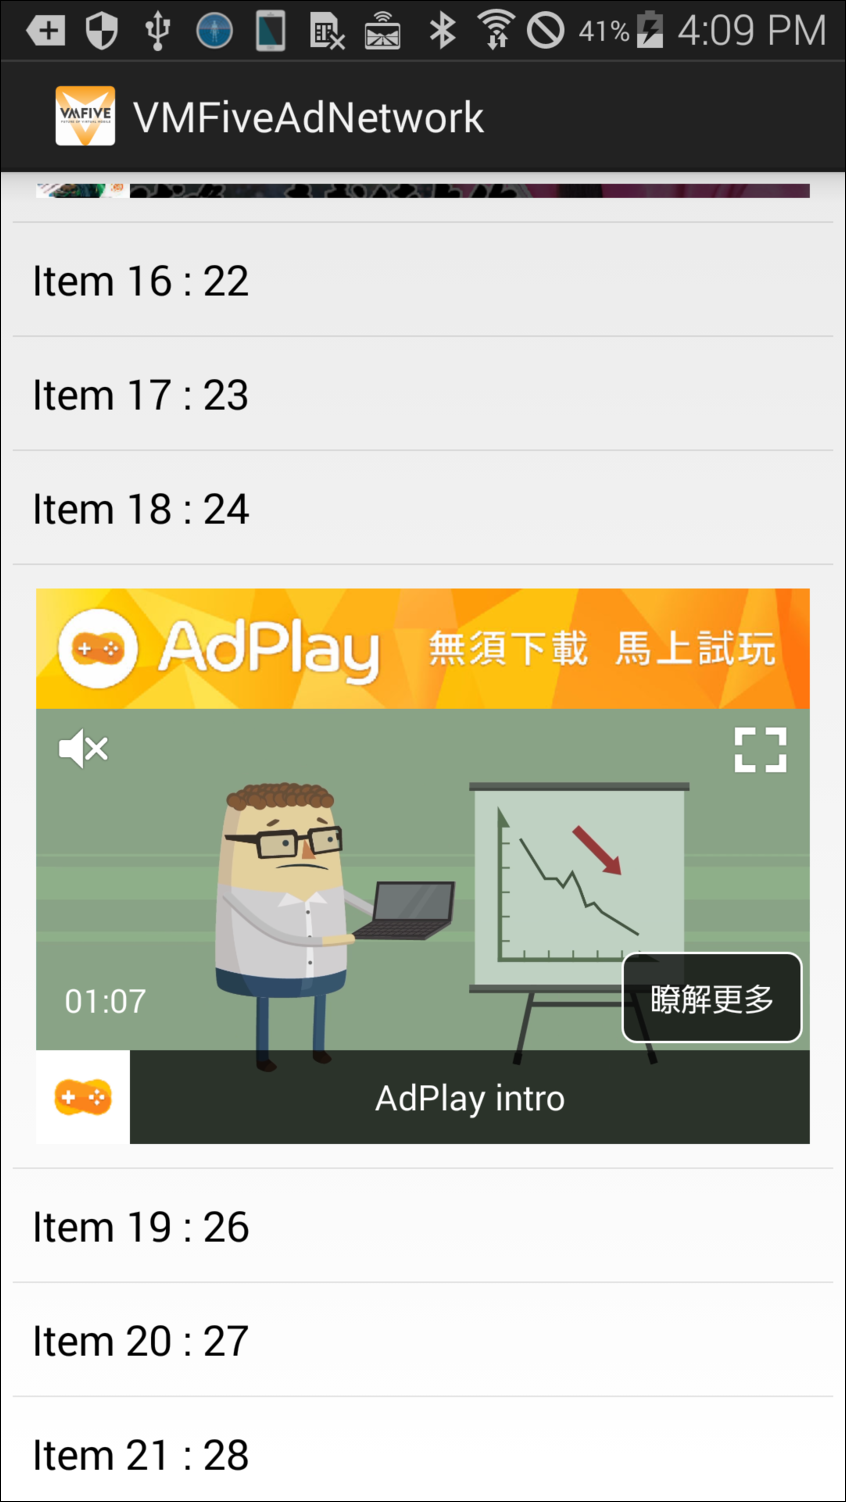 41% 4:09 PM
VMFIVE
VMFiveAdNetwork
Item 16 : 22
Item 17 : 23
Item 18 : 24
AdPlay 無須下載 馬上試玩
01:07
瞭解更多
AdPlay intro
Item 19 : 26
Item 20 : 27
Item 21 : 28